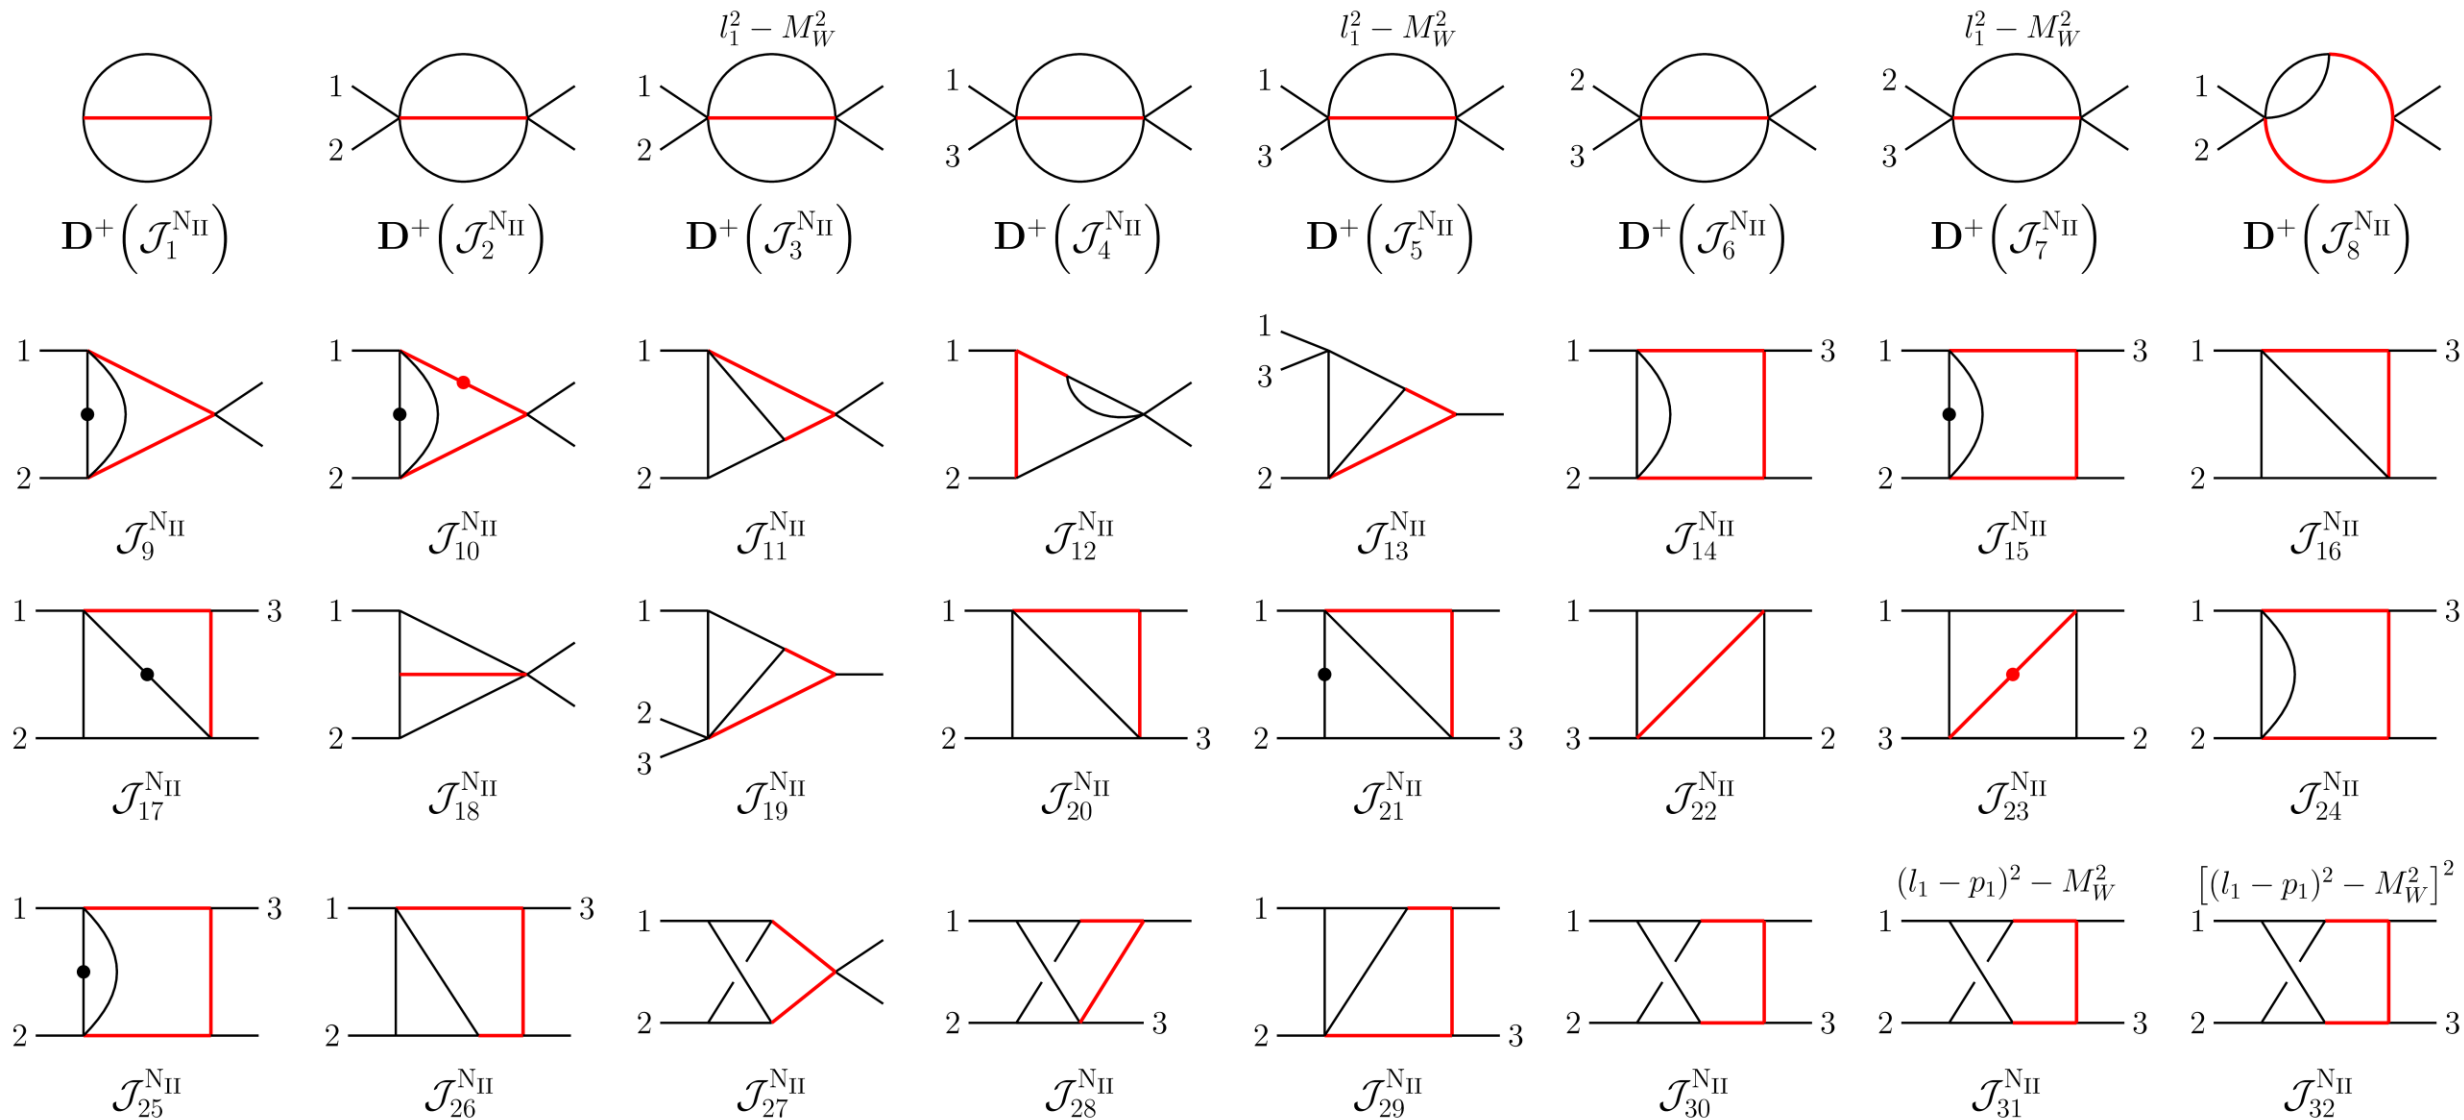 l_1^2 - M_W^2 l_1^2 - M_W^2 l_1^2 - M_W^2
1 1 1 1 2 2 1
2 2 3 3 3 3 2
D^+(J_1^{N_II}) D^+(J_2^{N_II}) D^+(J_3^{N_II}) D^+(J_4^{N_II}) D^+(J_5^{N_II}) D^+(J_6^{N_II}) D^+(J_7^{N_II}) D^+(J_8^{N_II})
1
1 1 1 1 3 1 3 1 3 1 3
2 2 2 2 2 2 2 2
J_9^{N_II} J_10^{N_II} J_11^{N_II} J_12^{N_II} J_13^{N_II} J_14^{N_II} J_15^{N_II} J_16^{N_II}
1 3 1 1 1 1 1 1 1 3
2
2 2 3 2 3 2 3 3 2 3 2 2
J_17^{N_II} J_18^{N_II} J_19^{N_II} J_20^{N_II} J_21^{N_II} J_22^{N_II} J_23^{N_II} J_24^{N_II}
(l_1 - p_1)^2 - M_W^2 [(l_1 - p_1)^2 - M_W^2]^2
1 3 1 3 1 1 1 1 1 1
2 2 2 2 3 2 3 2 3 2 3 2 3
J_25^{N_II} J_26^{N_II} J_27^{N_II} J_28^{N_II} J_29^{N_II} J_30^{N_II} J_31^{N_II} J_32^{N_II}